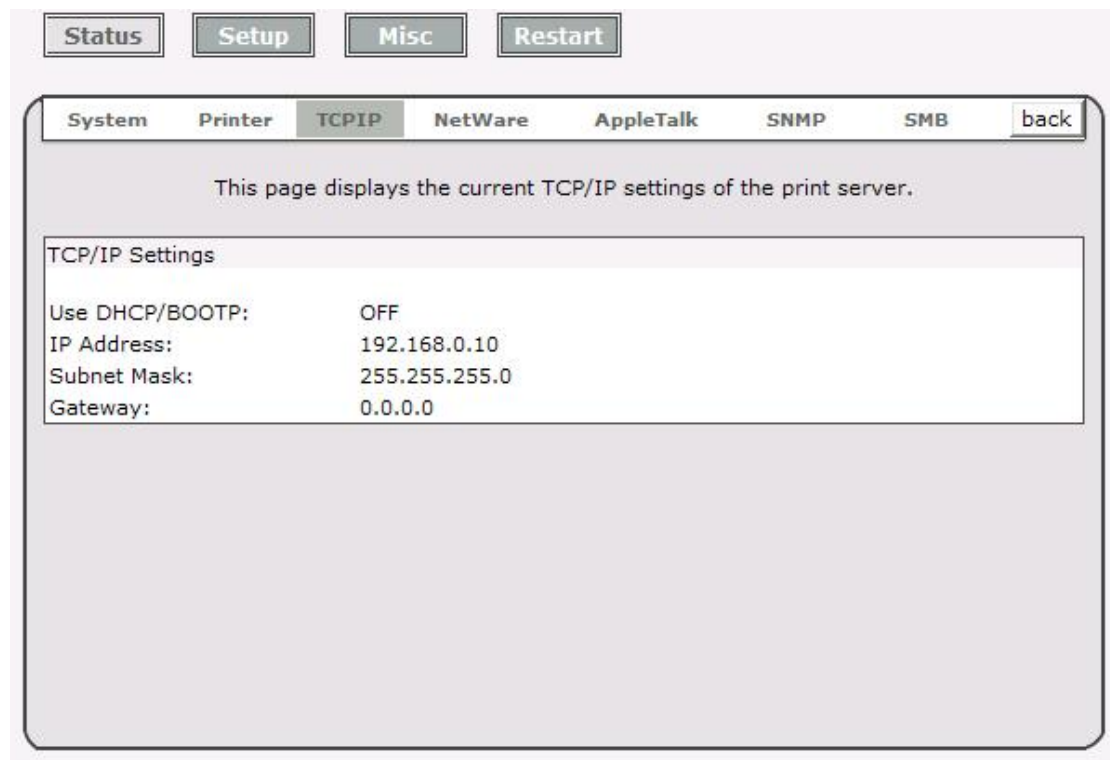 Status Setup Misc Restart
System Printer TCPIP NetWare AppleTalk SNMP SMB back
This page displays the current TCP/IP settings of the print server.
TCP/IP Settings
Use DHCP/BOOTP: OFF
IP Address: 192.168.0.10
Subnet Mask: 255.255.255.0
Gateway: 0.0.0.0